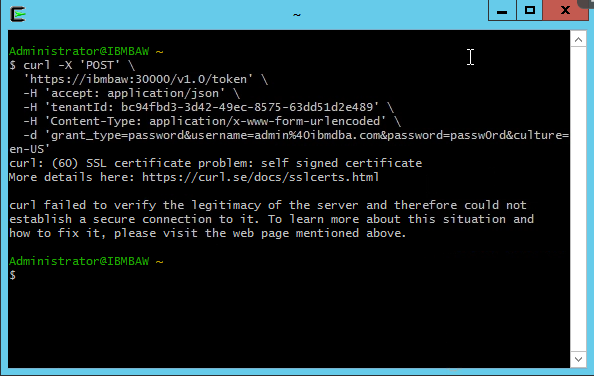 ~
Administrator@IBMBAW ~
$ curl -X 'POST' \
  'https://ibmbaw:30000/v1.0/token' \
  -H 'accept: application/json' \
  -H 'tenantId: bc94fbd3-3d42-49ec-8575-63dd51d2e489' \
  -H 'Content-Type: application/x-www-form-urlencoded' \
  -d 'grant_type=password&username=admin%40ibmdba.com&password=passw0rd&culture=
en-US'
curl: (60) SSL certificate problem: self signed certificate
More details here: https://curl.se/docs/sslcerts.html
curl failed to verify the legitimacy of the server and therefore could not
establish a secure connection to it. To learn more about this situation and
how to fix it, please visit the web page mentioned above.
Administrator@IBMBAW ~
$